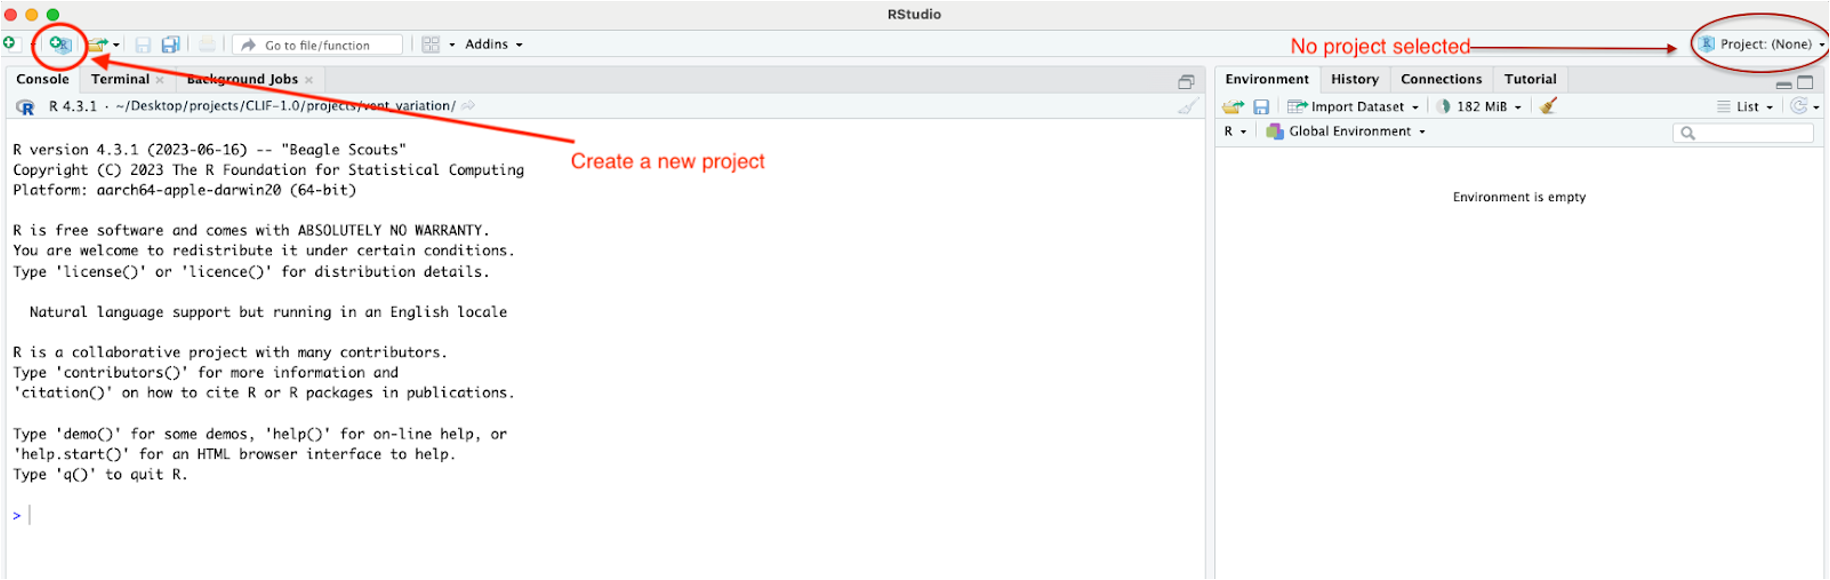 RStudio
Go to file/function
Addins
No project selected
Project: (None)
Console Terminal Background Jobs
Environment History Connections Tutorial
R 4.3.1 · ~/Desktop/projects/CLIF-1.0/projects/vent_variation/
Import Dataset 182 MiB List
R Global Environment
R version 4.3.1 (2023-06-16) -- "Beagle Scouts"
Copyright (C) 2023 The R Foundation for Statistical Computing
Platform: aarch64-apple-darwin20 (64-bit)
Create a new project
Environment is empty
R is free software and comes with ABSOLUTELY NO WARRANTY.
You are welcome to redistribute it under certain conditions.
Type 'license()' or 'licence()' for distribution details.
Natural language support but running in an English locale
R is a collaborative project with many contributors.
Type 'contributors()' for more information and
'citation()' on how to cite R or R packages in publications.
Type 'demo()' for some demos, 'help()' for on-line help, or
'help.start()' for an HTML browser interface to help.
Type 'q()' to quit R.
>